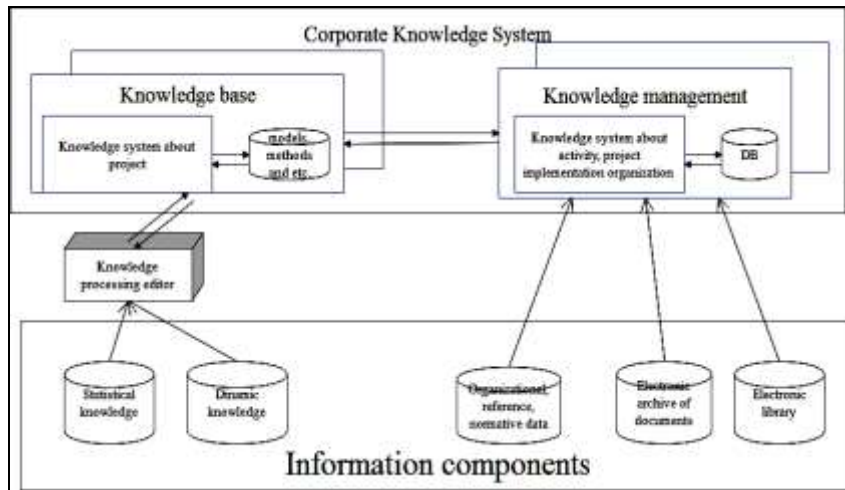 Corporate Knowledge System
Knowledge base
Knowledge system about
project
models,
methods
and etc.
Knowledge management
Knowledge system about
activity, project
implementation organization
DB
Knowledge
processing editor
Statistical
knowledge
Dinamic
knowledge
Organizational,
reference,
normative data
Electronic
archive of
documents
Electronic
library
Information components